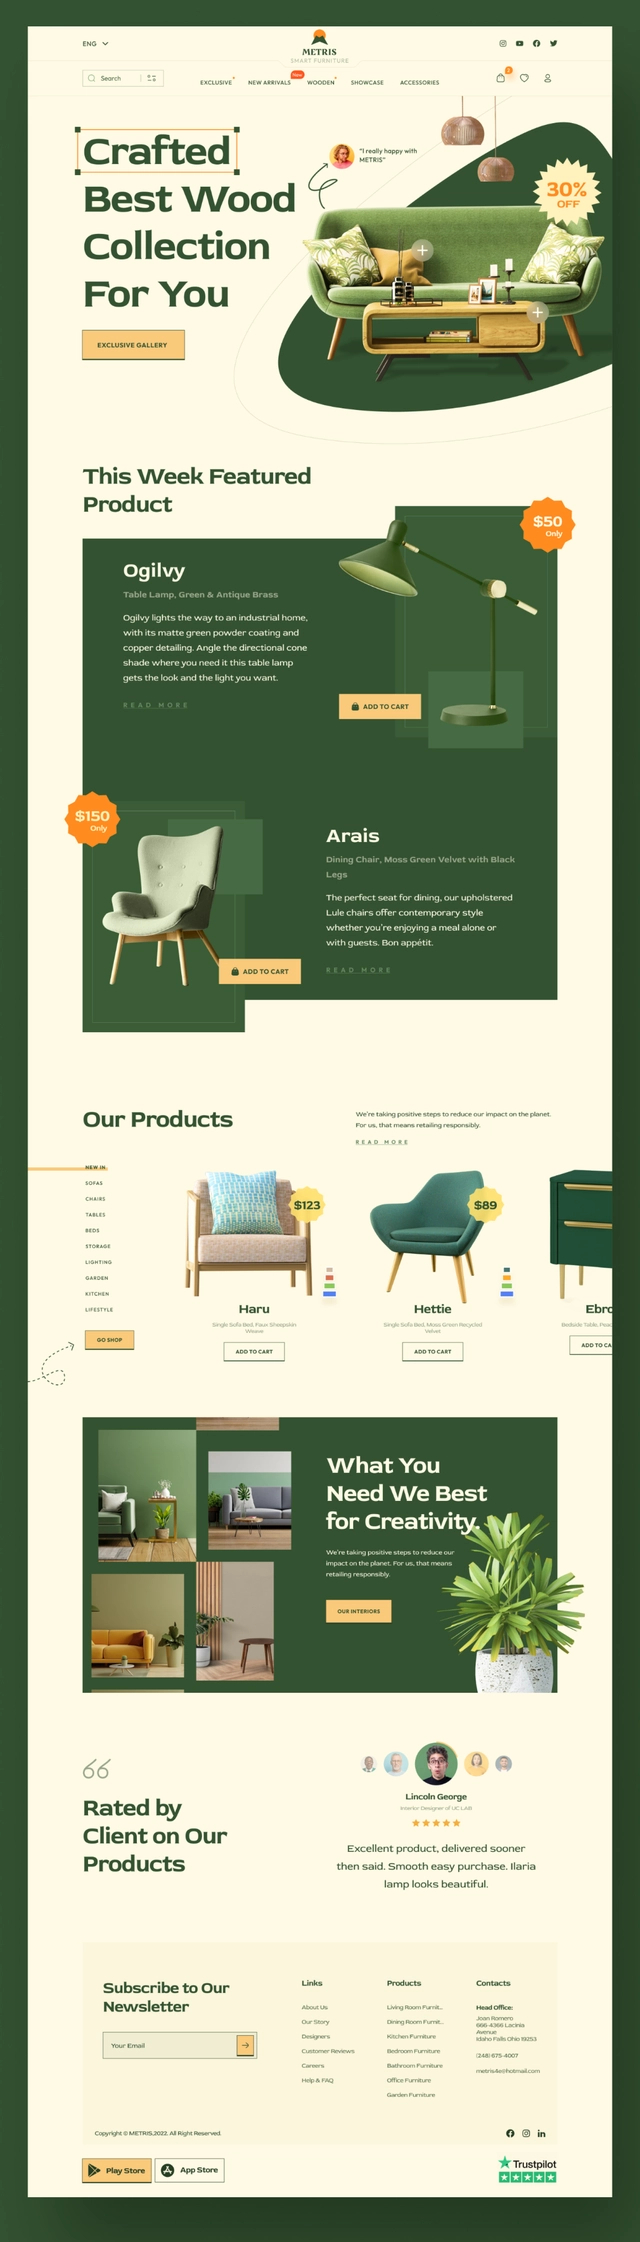 ENG
METRIS
SMART FURNITURE
Search
EXCLUSIVE
NEW ARRIVALS
New
WOODEN
SHOWCASE
ACCESSORIES
2
Crafted
Best Wood
Collection
For You
"I really happy with
METRIS"
30%
OFF
EXCLUSIVE GALLERY
This Week Featured
Product
$50
Only
Ogilvy
Table Lamp, Green & Antique Brass
Ogilvy lights the way to an industrial home,
with its matte green powder coating and
copper detailing. Angle the directional cone
shade where you need it this table lamp
gets the look and the light you want.
READ MORE
ADD TO CART
$150
Only
Arais
Dining Chair, Moss Green Velvet with Black
Legs
The perfect seat for dining, our upholstered
Lule chairs offer contemporary style
whether you're enjoying a meal alone or
with guests. Bon appétit.
READ MORE
ADD TO CART
Our Products
We're taking positive steps to reduce our impact on the planet.
For us, that means retailing responsibly.
READ MORE
NEW IN
SOFAS
CHAIRS
TABLES
BEDS
STORAGE
LIGHTING
GARDEN
KITCHEN
LIFESTYLE
GO SHOP
$123
Haru
Single Sofa Bed, Faux Sheepskin
Weave
ADD TO CART
$89
Hettie
Single Sofa Bed, Moss Green Recycled
Velvet
ADD TO CART
Ebro
Bedside Table, Peac
ADD TO CA
What You
Need We Best
for Creativity.
We're taking positive steps to reduce our
impact on the planet. For us, that means
retailing responsibly.
OUR INTERIORS
Rated by
Client on Our
Products
Lincoln George
Interior Designer of UC LAB
Excellent product, delivered sooner
then said. Smooth easy purchase. Ilaria
lamp looks beautiful.
Subscribe to Our
Newsletter
Your Email
Links
About Us
Our Story
Designers
Customer Reviews
Careers
Help & FAQ
Products
Living Room Furnit...
Dining Room Furnit...
Kitchen Furniture
Bedroom Furniture
Bathroom Furniture
Office Furniture
Garden Furniture
Contacts
Head Office:
Joan Romero
666-4366 Lacinia
Avenue
Idaho Falls Ohio 19253
(248) 675-4007
metris4e@hotmail.com
Copyright © METRIS,2022. All Right Reserved.
Play Store
App Store
Trustpilot